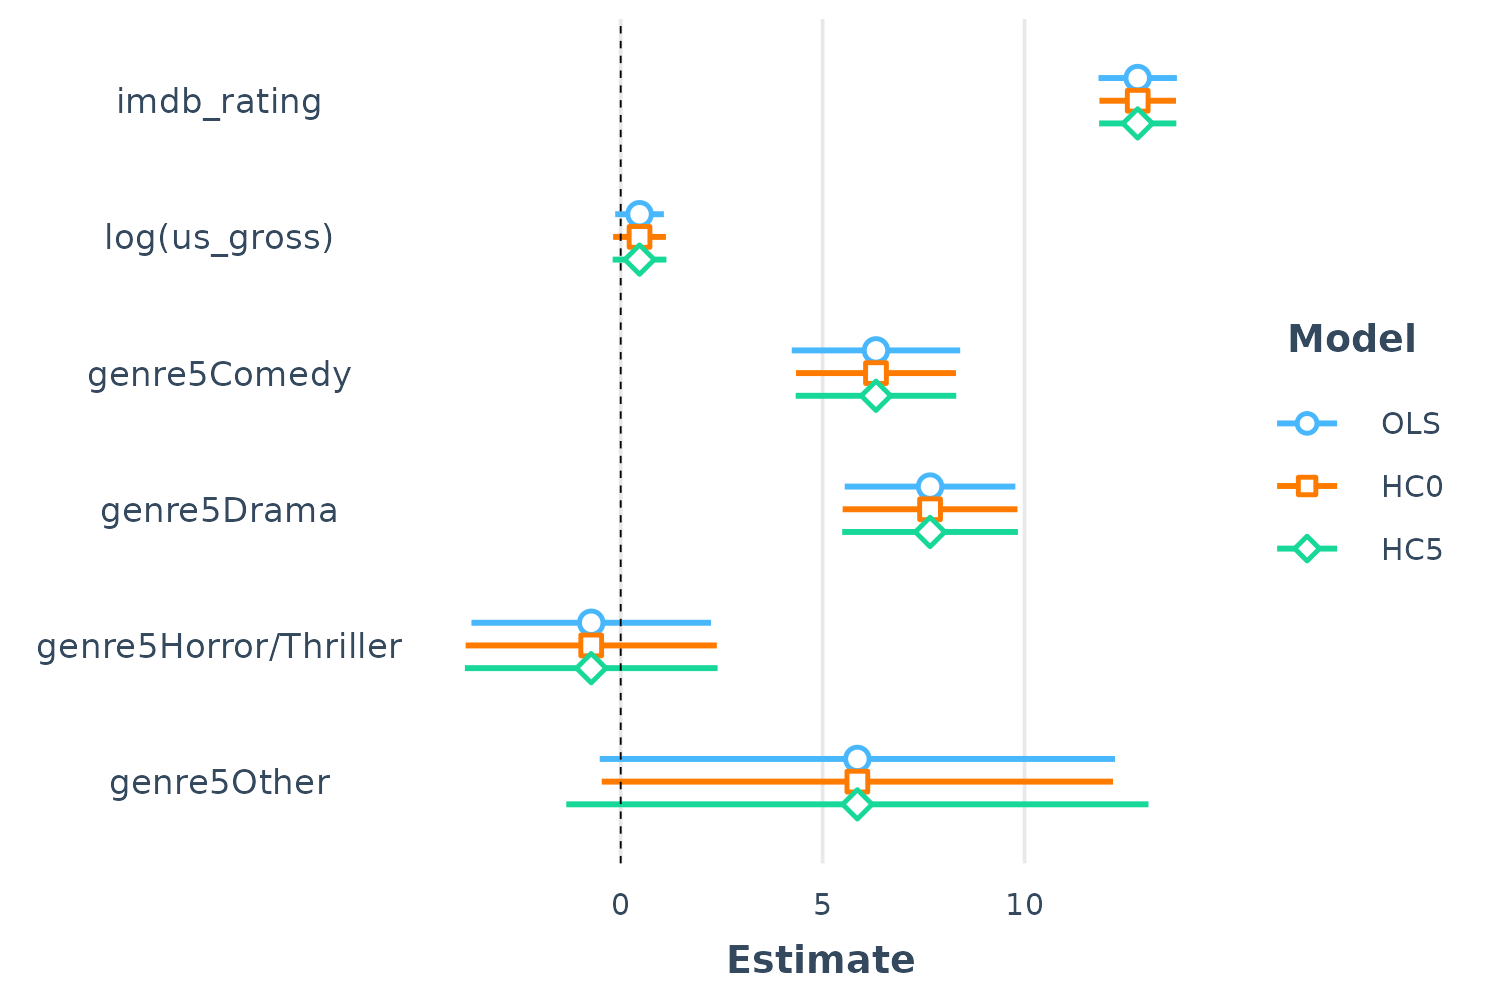 imdb_rating
log(us_gross)
genre5Comedy
genre5Drama
genre5Horror/Thriller
genre5Other
0 5 10
Estimate
Model
OLS
HC0
HC5